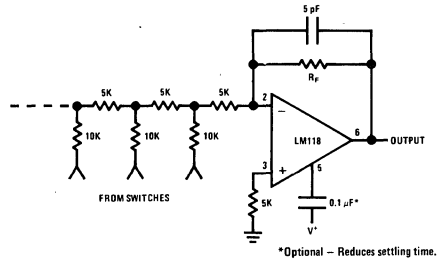 5 pF
R_F
5K
5K
5K
2
−
10K
10K
10K
LM118
6
OUTPUT
3
+
5
FROM SWITCHES
5K
0.1 μF*
V+
*Optional – Reduces settling time.